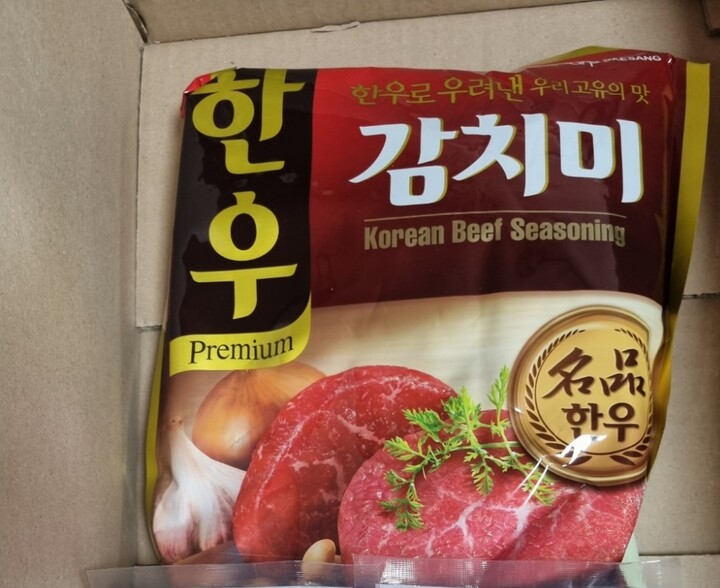 DAESANG
한우
Premium
한우로 우려낸 우리 고유의 맛
감치미
Korean Beef Seasoning
名品
한우